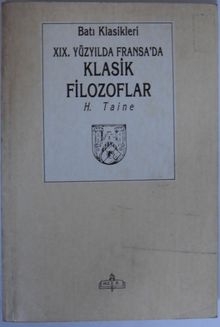 Batı Klasikleri
XIX. YÜZYILDA FRANSA'DA
KLASİK
FİLOZOFLAR
H. Taine